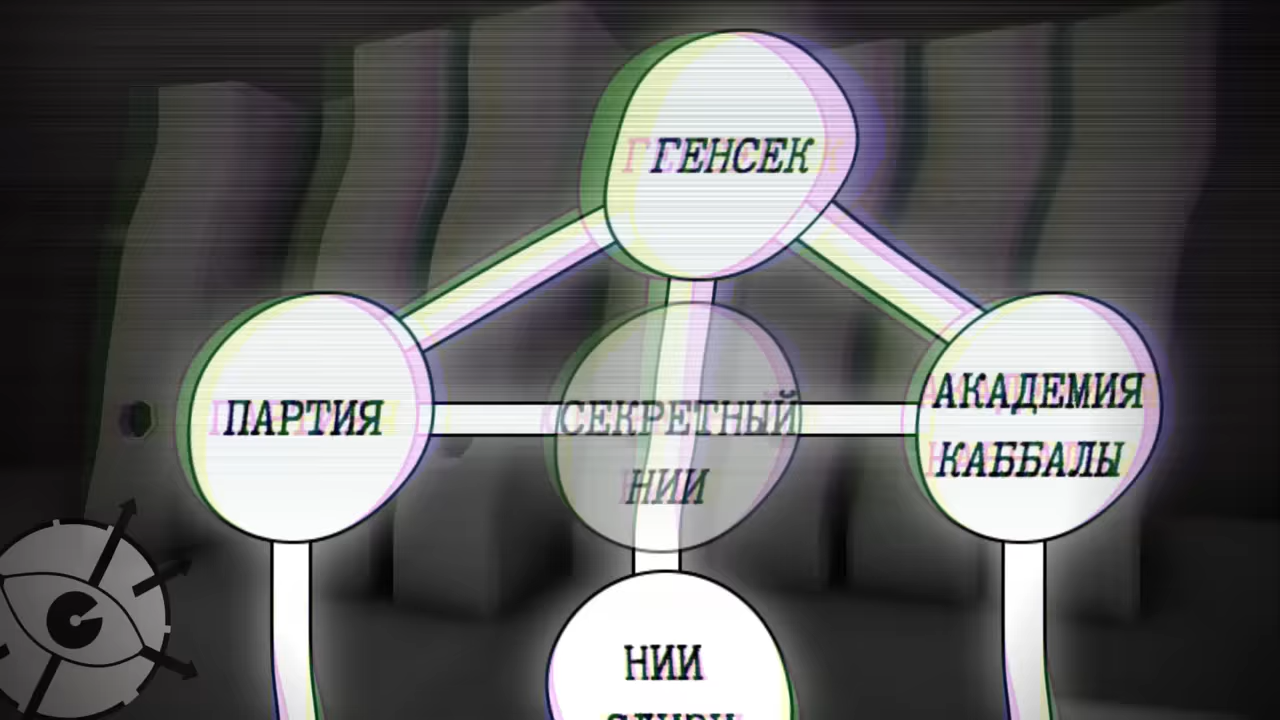 ГЕНСЕК
ПАРТИЯ
СЕКРЕТНЫЙ
НИИ
АКАДЕМИЯ
КАББАЛЫ
НИИ